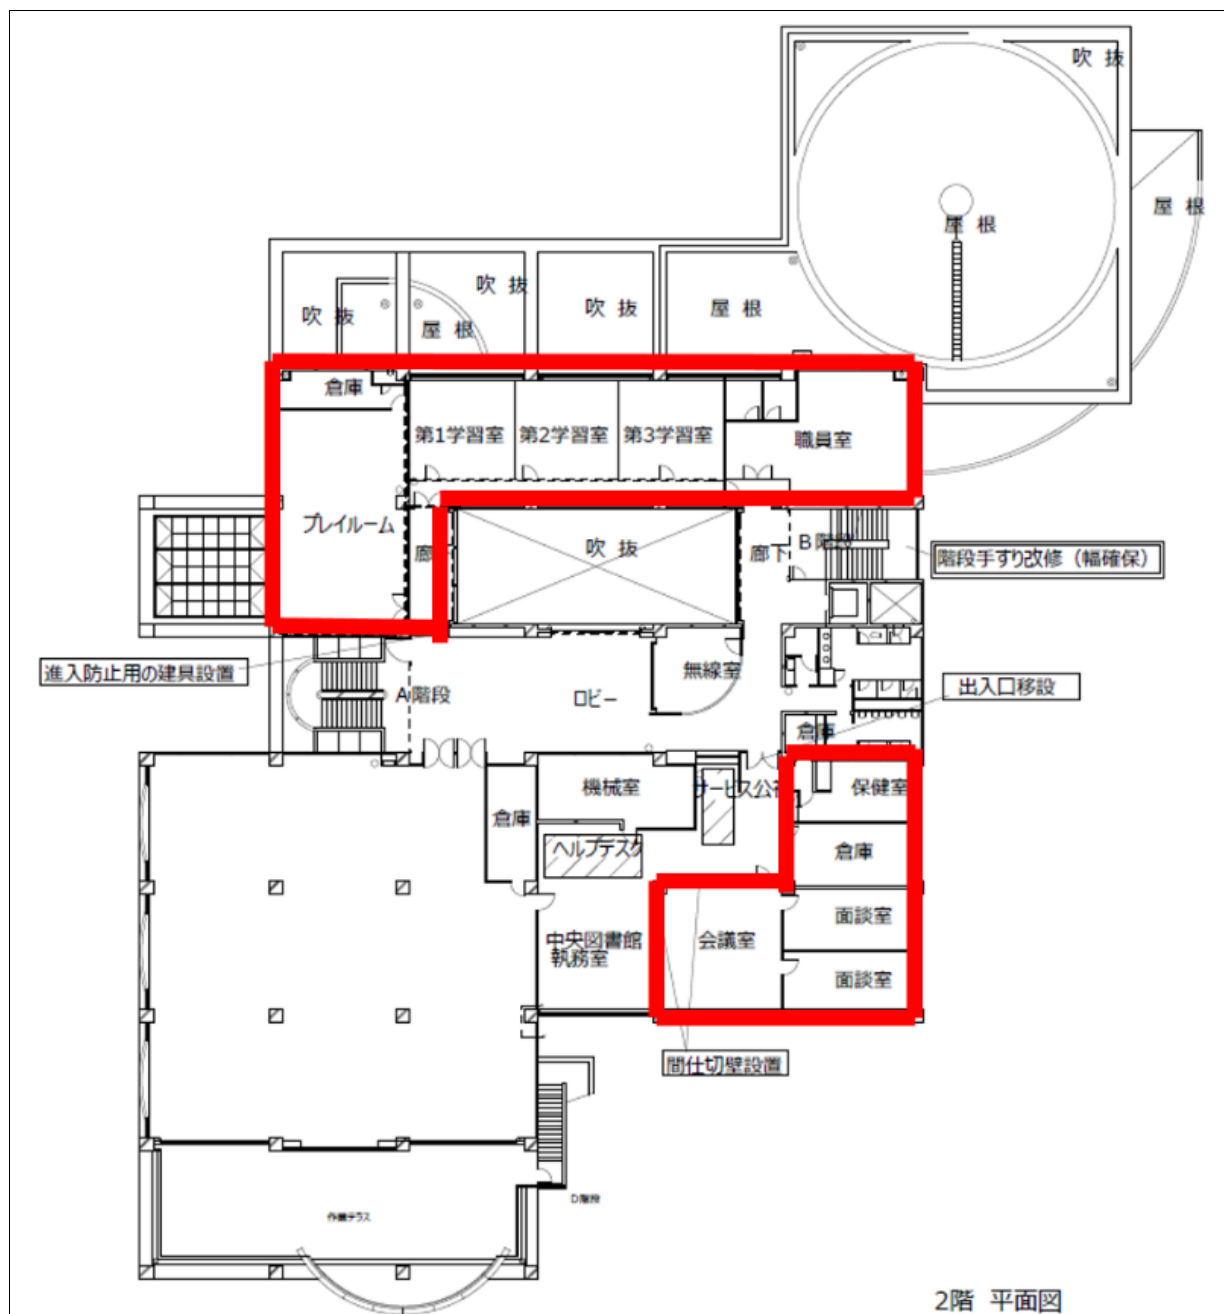 吹 抜
屋 根
屋 根
吹 抜
吹 抜
屋 根
吹 抜
屋 根
倉庫
第1学習室
第2学習室
第3学習室
職員室
プレイルーム
廊
吹 抜
廊下
B階段
階段手すり改修（幅確保）
進入防止用の建具設置
A階段
ロビー
無線室
出入口移設
倉庫
機械室
サービス公社
保健室
倉庫
ヘルプデスク
倉庫
中央図書館
執務室
会議室
面談室
面談室
間仕切壁設置
D階段
作業テラス
2階 平面図